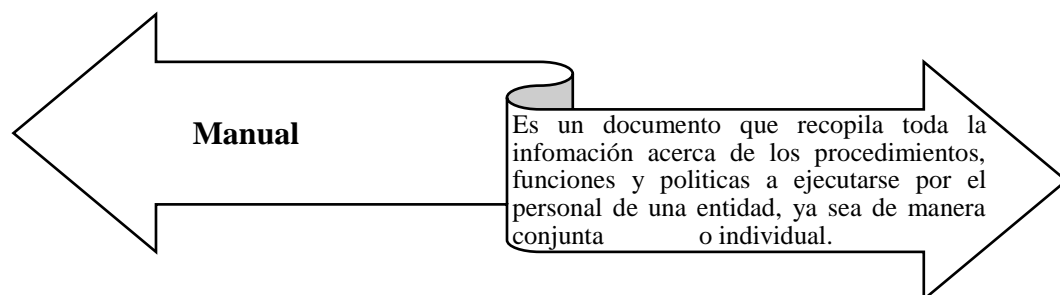 Manual
Es un documento que recopila toda la
infomación acerca de los procedimientos,
funciones y politicas a ejecutarse por el
personal de una entidad, ya sea de manera
conjunta o individual.